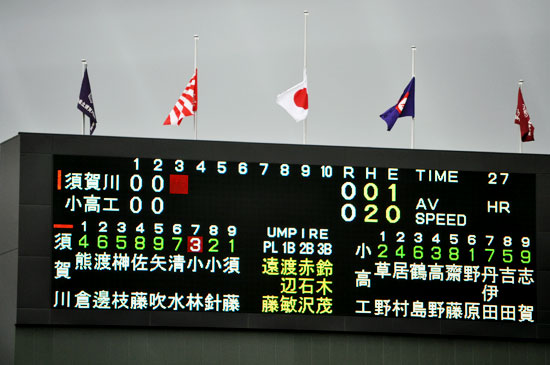 1 2 3 4 5 6 7 8 9 10 R H E TIME 27
須賀川 0 0 0 0 1 AV HR
小高工 0 0 0 2 0 SPEED
須賀川
1 2 3 4 5 6 7 8 9
4 6 5 8 9 7 3 2 1
熊倉 渡邊 榊枝 佐藤 矢吹 清水 小林 小針 須藤
UMPIRE
PL 1B 2B 3B
遠藤 渡辺敏 赤石沢 鈴木茂
小高工
1 2 3 4 5 6 7 8 9
2 4 6 1 8 3 7 5 9
草野 居村 鶴島 高野 齋藤 野原 丹伊田 吉田 志賀